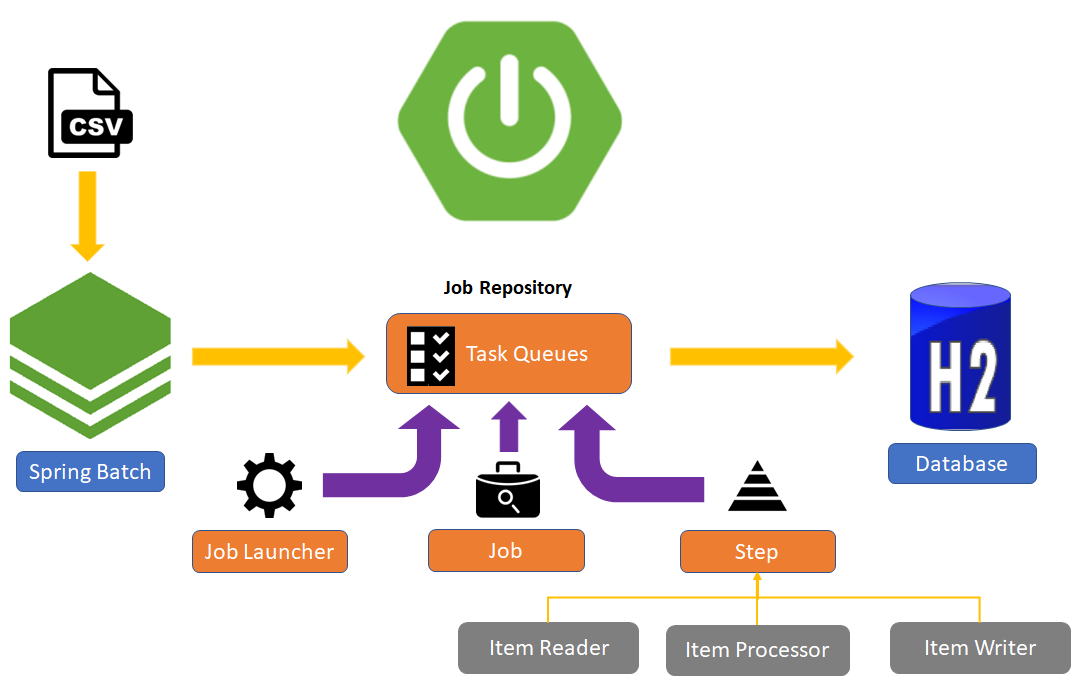 CSV
Job Repository
Task Queues
H2
Spring Batch
Database
Job Launcher
Job
Step
Item Reader
Item Processor
Item Writer